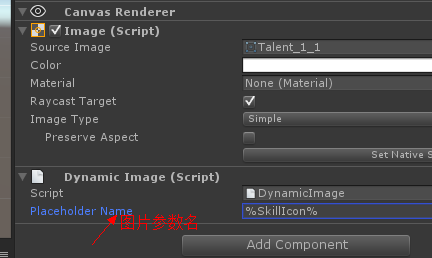 Canvas Renderer
Image (Script)
Source Image Talent_1_1
Color
Material None (Material)
Raycast Target
Image Type Simple
Preserve Aspect
Set Native S
Dynamic Image (Script)
Script DynamicImage
Placeholder Name %SkillIcon%
图片参数名
Add Component